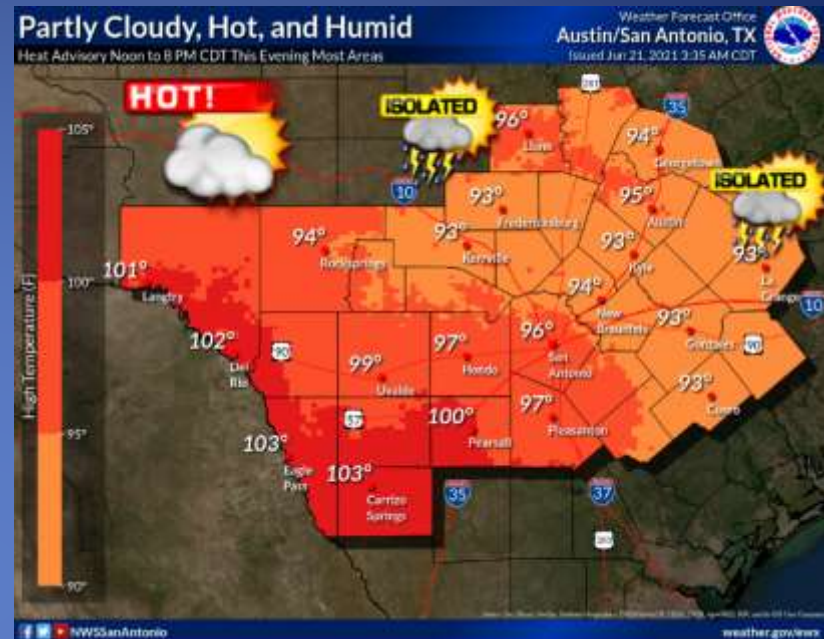 Partly Cloudy, Hot, and Humid
Heat Advisory Noon to 8 PM CDT This Evening Most Areas
Weather Forecast Office
Austin/San Antonio, TX
Issued Jun 21, 2021 3:35 AM CDT
HOT!
ISOLATED
ISOLATED
High Temperature (F)
105°
100°
95°
90°
281
35
96°
Llano
94°
Georgetown
10
93°
Fredericksburg
95°
Austin
94°
Rocksprings
93°
Kerrville
93°
Kyle
93°
La
Grange
101°
Langtry
94°
New
Braunfels
10
102°
Del
Rio
90
99°
Uvalde
97°
Hondo
96°
San
Antonio
93°
Gonzales
90
57
100°
Pearsall
97°
Pleasanton
93°
Cuero
103°
Eagle
Pass
103°
Carrizo
Springs
35
37
NWSSanAntonio
weather.gov/ewx